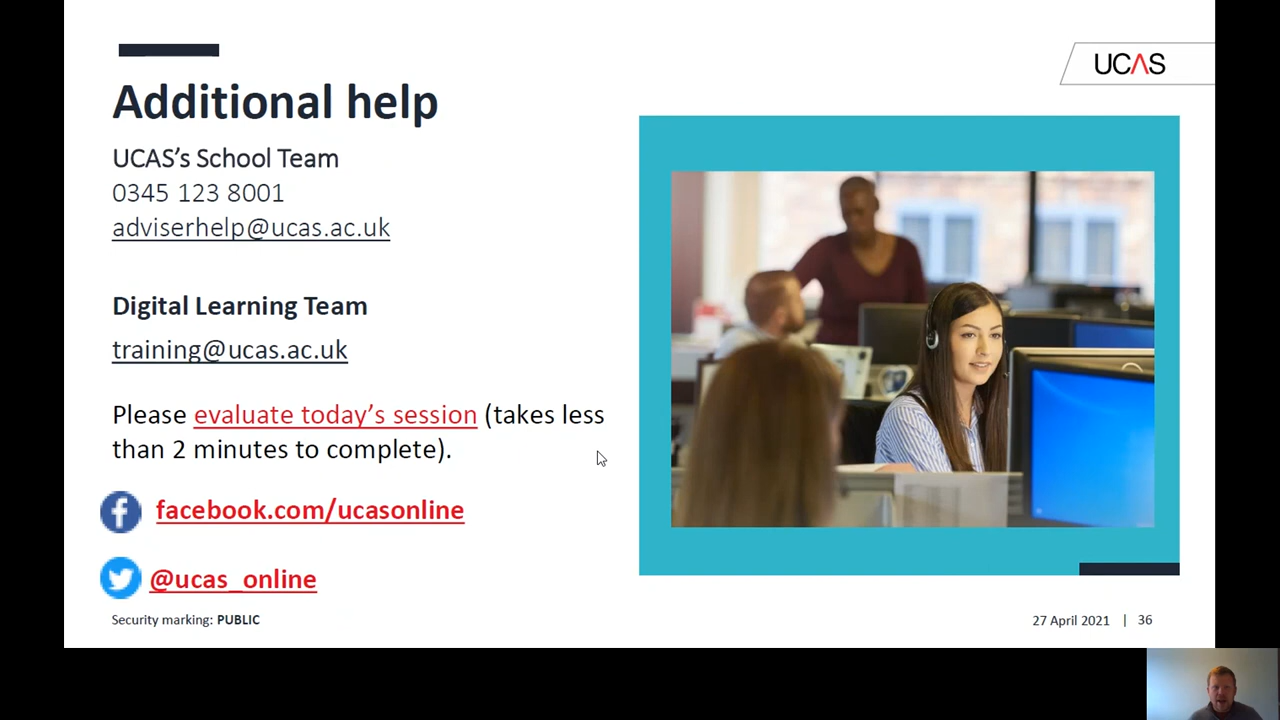 UCAS
Additional help
UCAS's School Team
0345 123 8001
adviserhelp@ucas.ac.uk
Digital Learning Team
training@ucas.ac.uk
Please evaluate today's session (takes less
than 2 minutes to complete).
facebook.com/ucasonline
@ucas_online
Security marking: PUBLIC
27 April 2021 | 36